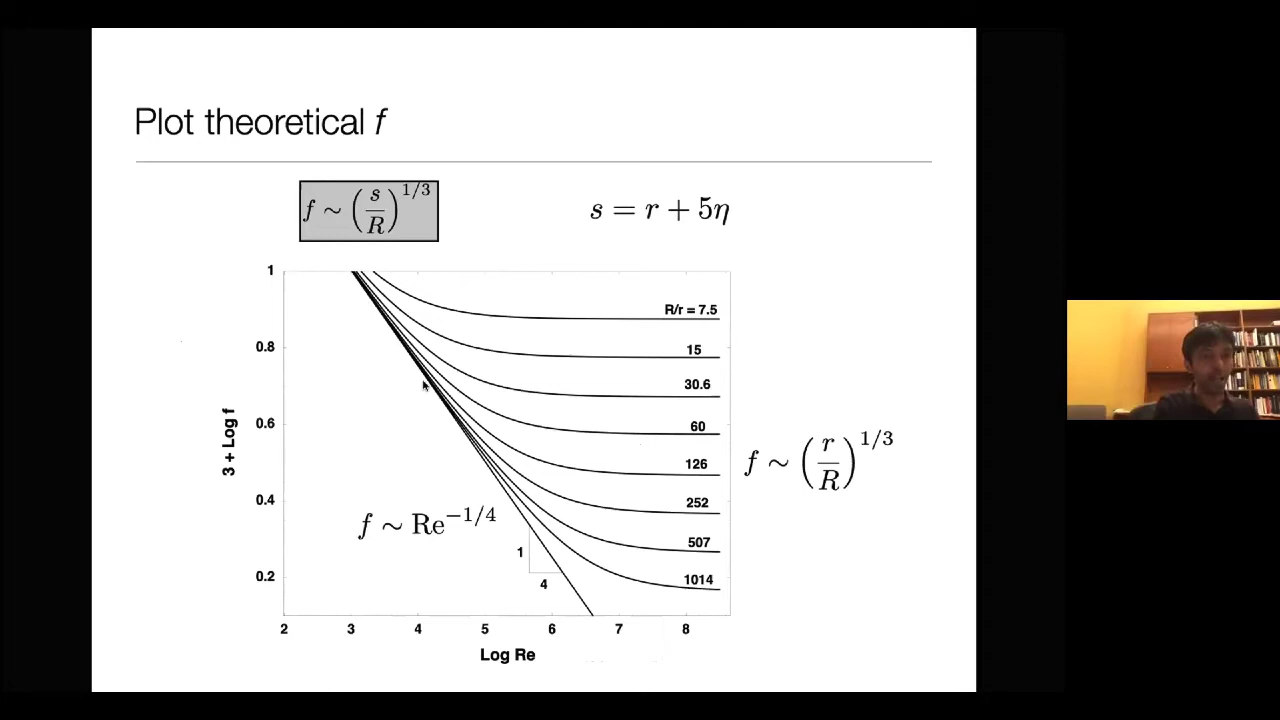 Plot theoretical f
f ∼ (s/R)^{1/3}
s = r + 5η
3 + Log f
1
0.8
0.6
0.4
0.2
R/r = 7.5
15
30.6
60
126
252
507
1014
f ∼ (r/R)^{1/3}
f ∼ Re^{−1/4}
1
4
2 3 4 5 6 7 8
Log Re